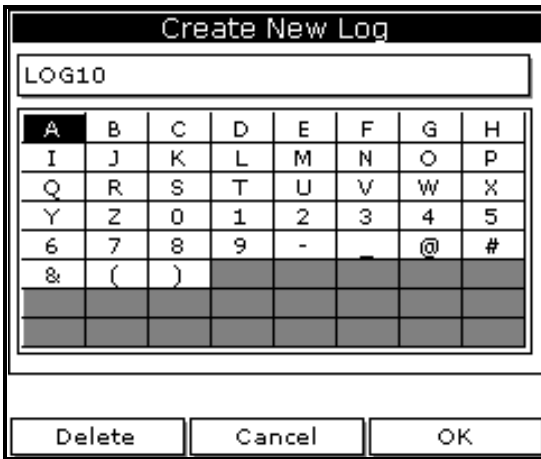 Create New Log
LOG10
A B C D E F G H
I J K L M N O P
Q R S T U V W X
Y Z 0 1 2 3 4 5
6 7 8 9 - _ @ #
& ( )
Delete Cancel OK